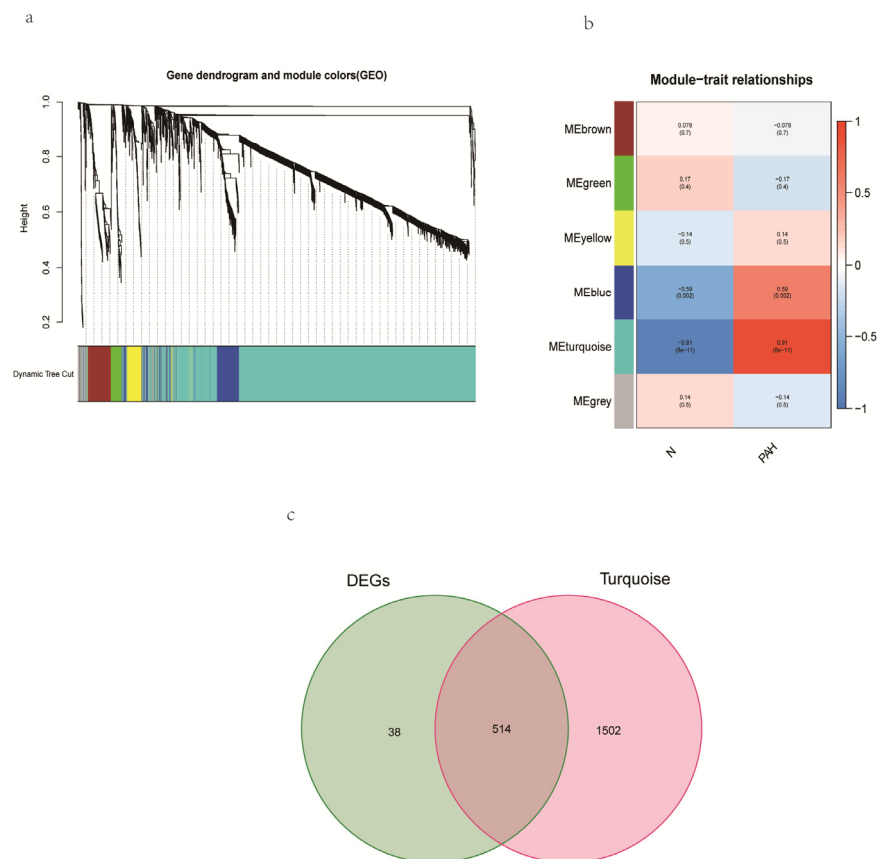 a
b
Gene dendrogram and module colors(GEO)
Height
1.0
0.8
0.6
0.4
0.2
Dynamic Tree Cut
Module-trait relationships
MEbrown
0.078
(0.7)
−0.078
(0.7)
MEgreen
0.17
(0.4)
−0.17
(0.4)
MEyellow
−0.14
(0.5)
0.14
(0.5)
MEblue
−0.59
(0.002)
0.59
(0.002)
MEturquoise
−0.91
(6e−11)
0.91
(6e−11)
MEgrey
0.14
(0.5)
−0.14
(0.5)
N
PAH
1
0.5
0
−0.5
−1
c
DEGs
Turquoise
38
514
1502